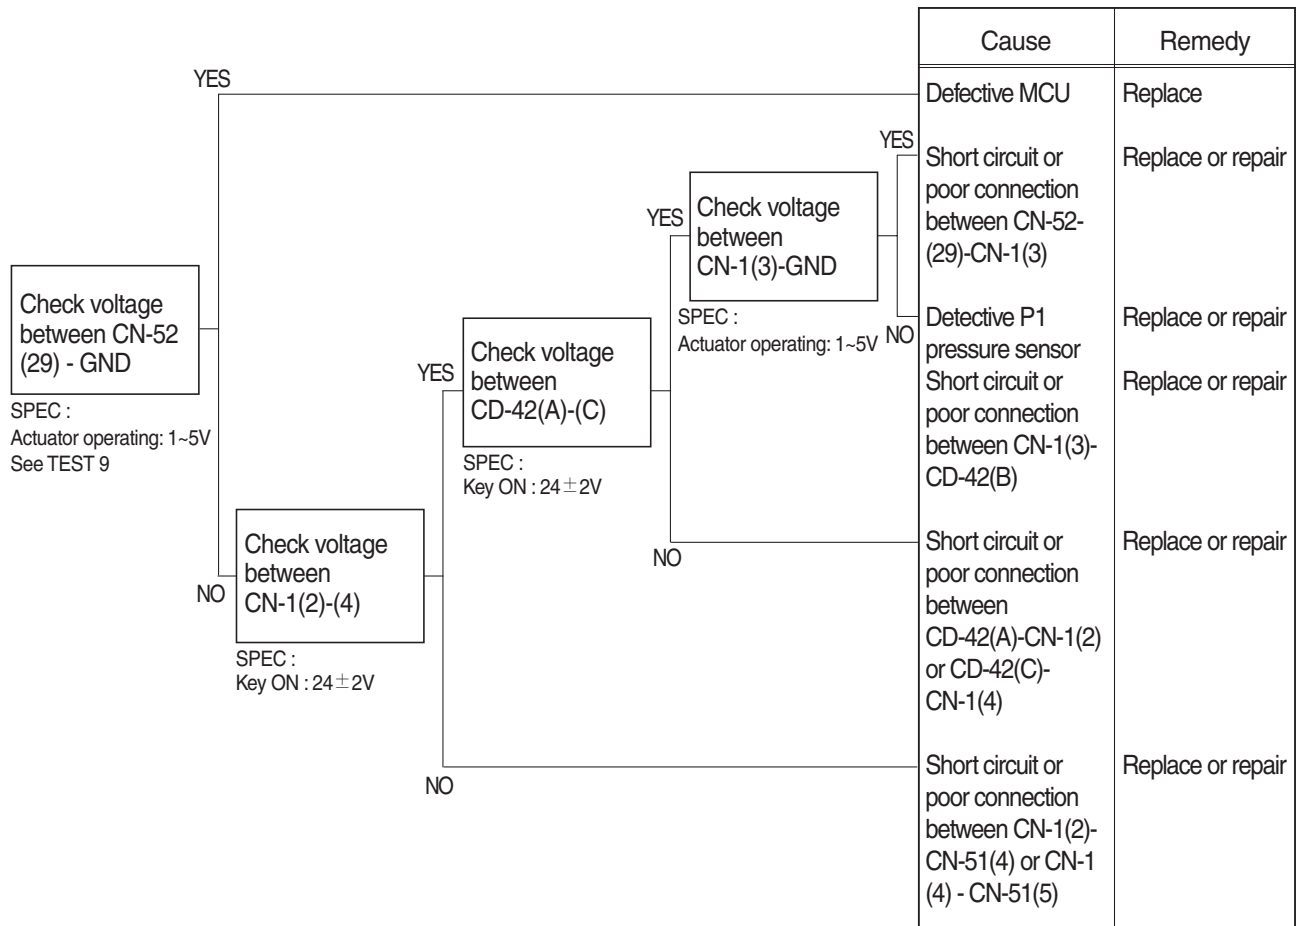 Cause
Remedy
YES
Defective MCU
Replace
YES
Short circuit or
poor connection
between CN-52-
(29)-CN-1(3)
Replace or repair
YES
Check voltage
between
CN-1(3)-GND
SPEC :
Actuator operating: 1~5V
NO
Detective P1
pressure sensor
Replace or repair
Short circuit or
poor connection
between CN-1(3)-
CD-42(B)
Replace or repair
Check voltage
between CN-52
(29) - GND
SPEC :
Actuator operating: 1~5V
See TEST 9
YES
Check voltage
between
CD-42(A)-(C)
SPEC :
Key ON : 24±2V
NO
Short circuit or
poor connection
between
CD-42(A)-CN-1(2)
or CD-42(C)-
CN-1(4)
Replace or repair
NO
Check voltage
between
CN-1(2)-(4)
SPEC :
Key ON : 24±2V
NO
Short circuit or
poor connection
between CN-1(2)-
CN-51(4) or CN-1
(4) - CN-51(5)
Replace or repair